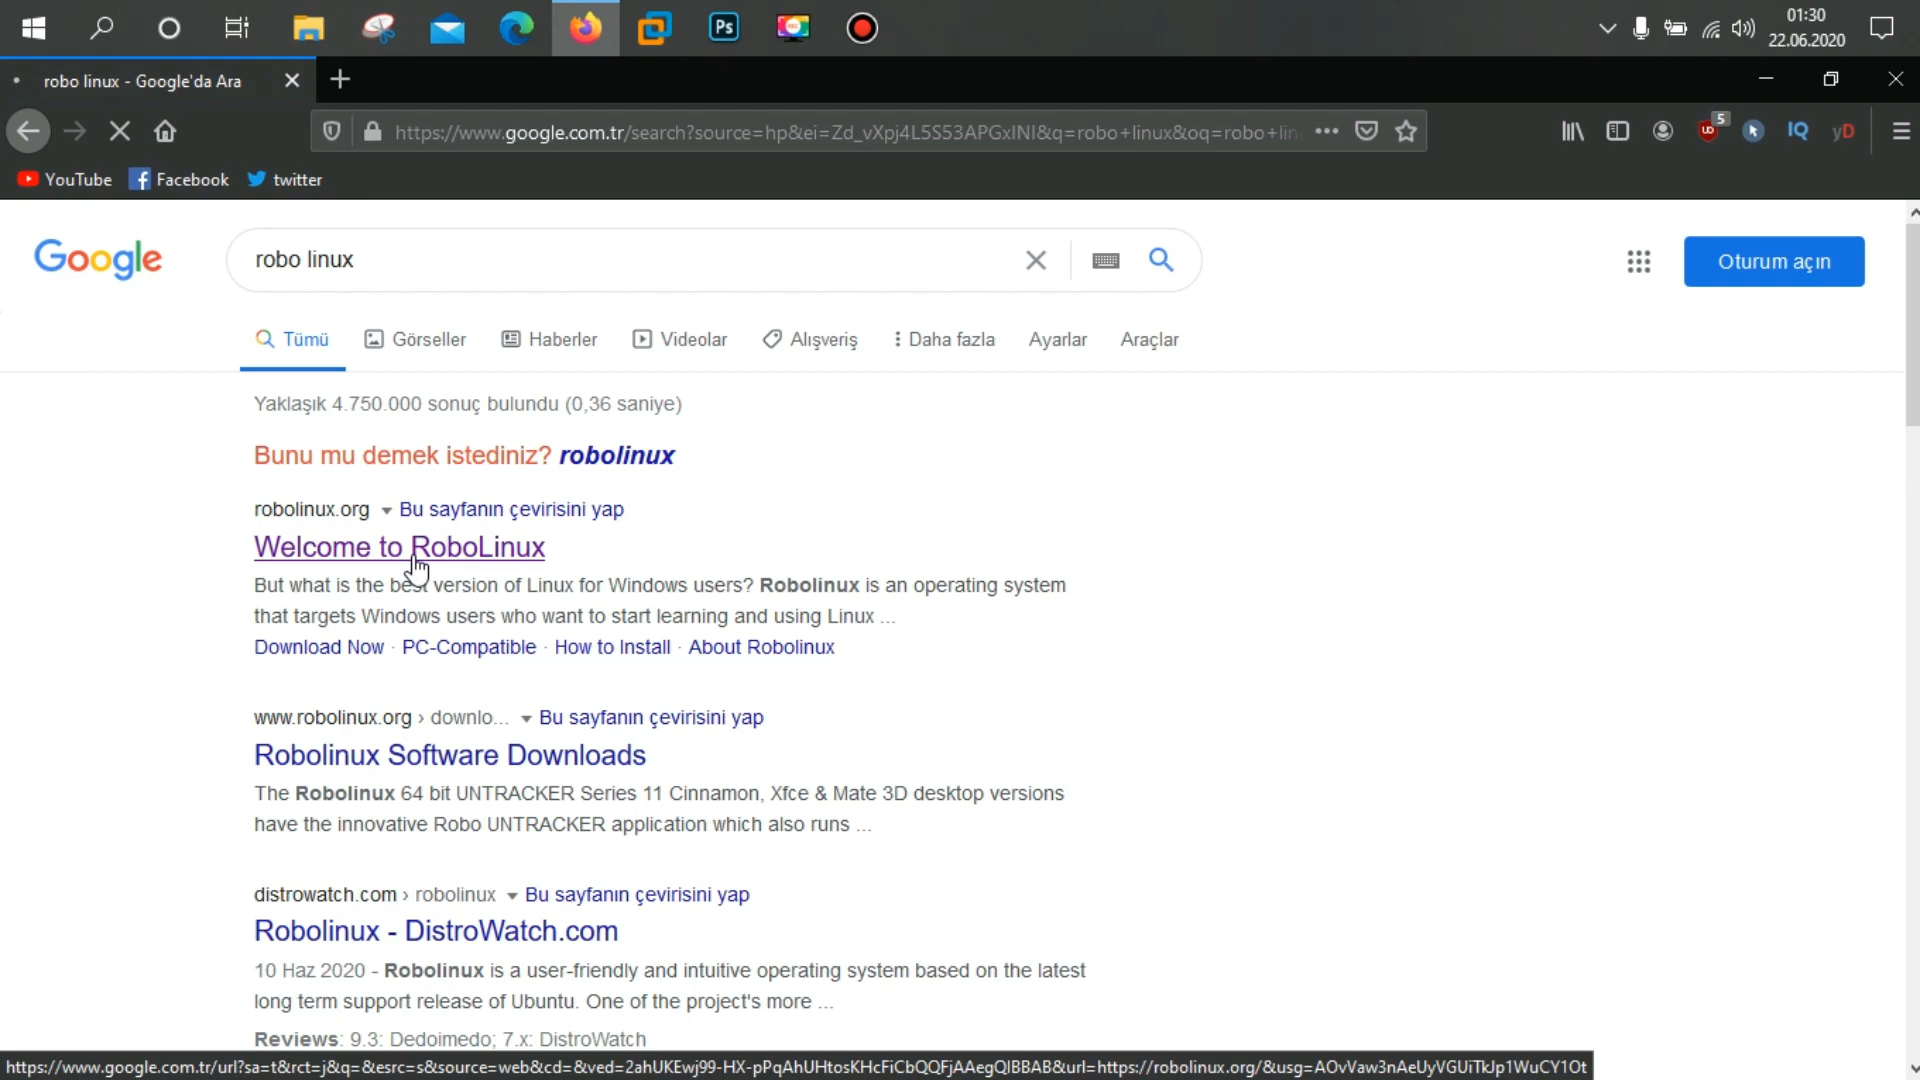 Ps
01:30
22.06.2020
robo linux - Google'da Ara
https://www.google.com.tr/search?source=hp&ei=Zd_vXpj4L5S53APGxINI&q=robo+linux&oq=robo+lin
5
IQ
yD
YouTube
Facebook
twitter
Google
robo linux
Oturum açın
Tümü
Görseller
Haberler
Videolar
Alışveriş
Daha fazla
Ayarlar
Araçlar
Yaklaşık 4.750.000 sonuç bulundu (0,36 saniye)
Bunu mu demek istediniz? robolinux
robolinux.org Bu sayfanın çevirisini yap
Welcome to RoboLinux
But what is the best version of Linux for Windows users? Robolinux is an operating system
that targets Windows users who want to start learning and using Linux ...
Download Now · PC-Compatible · How to Install · About Robolinux
www.robolinux.org › downlo... Bu sayfanın çevirisini yap
Robolinux Software Downloads
The Robolinux 64 bit UNTRACKER Series 11 Cinnamon, Xfce & Mate 3D desktop versions
have the innovative Robo UNTRACKER application which also runs ...
distrowatch.com › robolinux Bu sayfanın çevirisini yap
Robolinux - DistroWatch.com
10 Haz 2020 - Robolinux is a user-friendly and intuitive operating system based on the latest
long term support release of Ubuntu. One of the project's more ...
Reviews: 9.3: Dedoimedo; 7.x: DistroWatch
https://www.google.com.tr/url?sa=t&rct=j&q=&esrc=s&source=web&cd=&ved=2ahUKEwj99-HX-pPqAhUHtosKHcFiCbQQFjAAegQIBBAB&url=https://robolinux.org/&usg=AOvVaw3nAeUyVGUiTkJp1WuCY1Ot